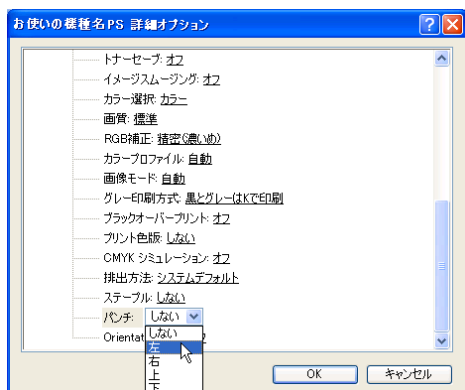 お使いの機種名PS 詳細オプション
トナーセーブ: オフ
イメージスムージング: オフ
カラー選択: カラー
画質: 標準
RGB補正: 精密(濃いめ)
カラープロファイル: 自動
画像モード: 自動
グレー印刷方式: 黒とグレーはKで印刷
ブラックオーバープリント: オフ
プリント色版: しない
CMYK シミュレーション: オフ
排出方法: システムデフォルト
ステープル: しない
パンチ: しない
しない
Orientat
左
右
上
下
OK
キャンセル